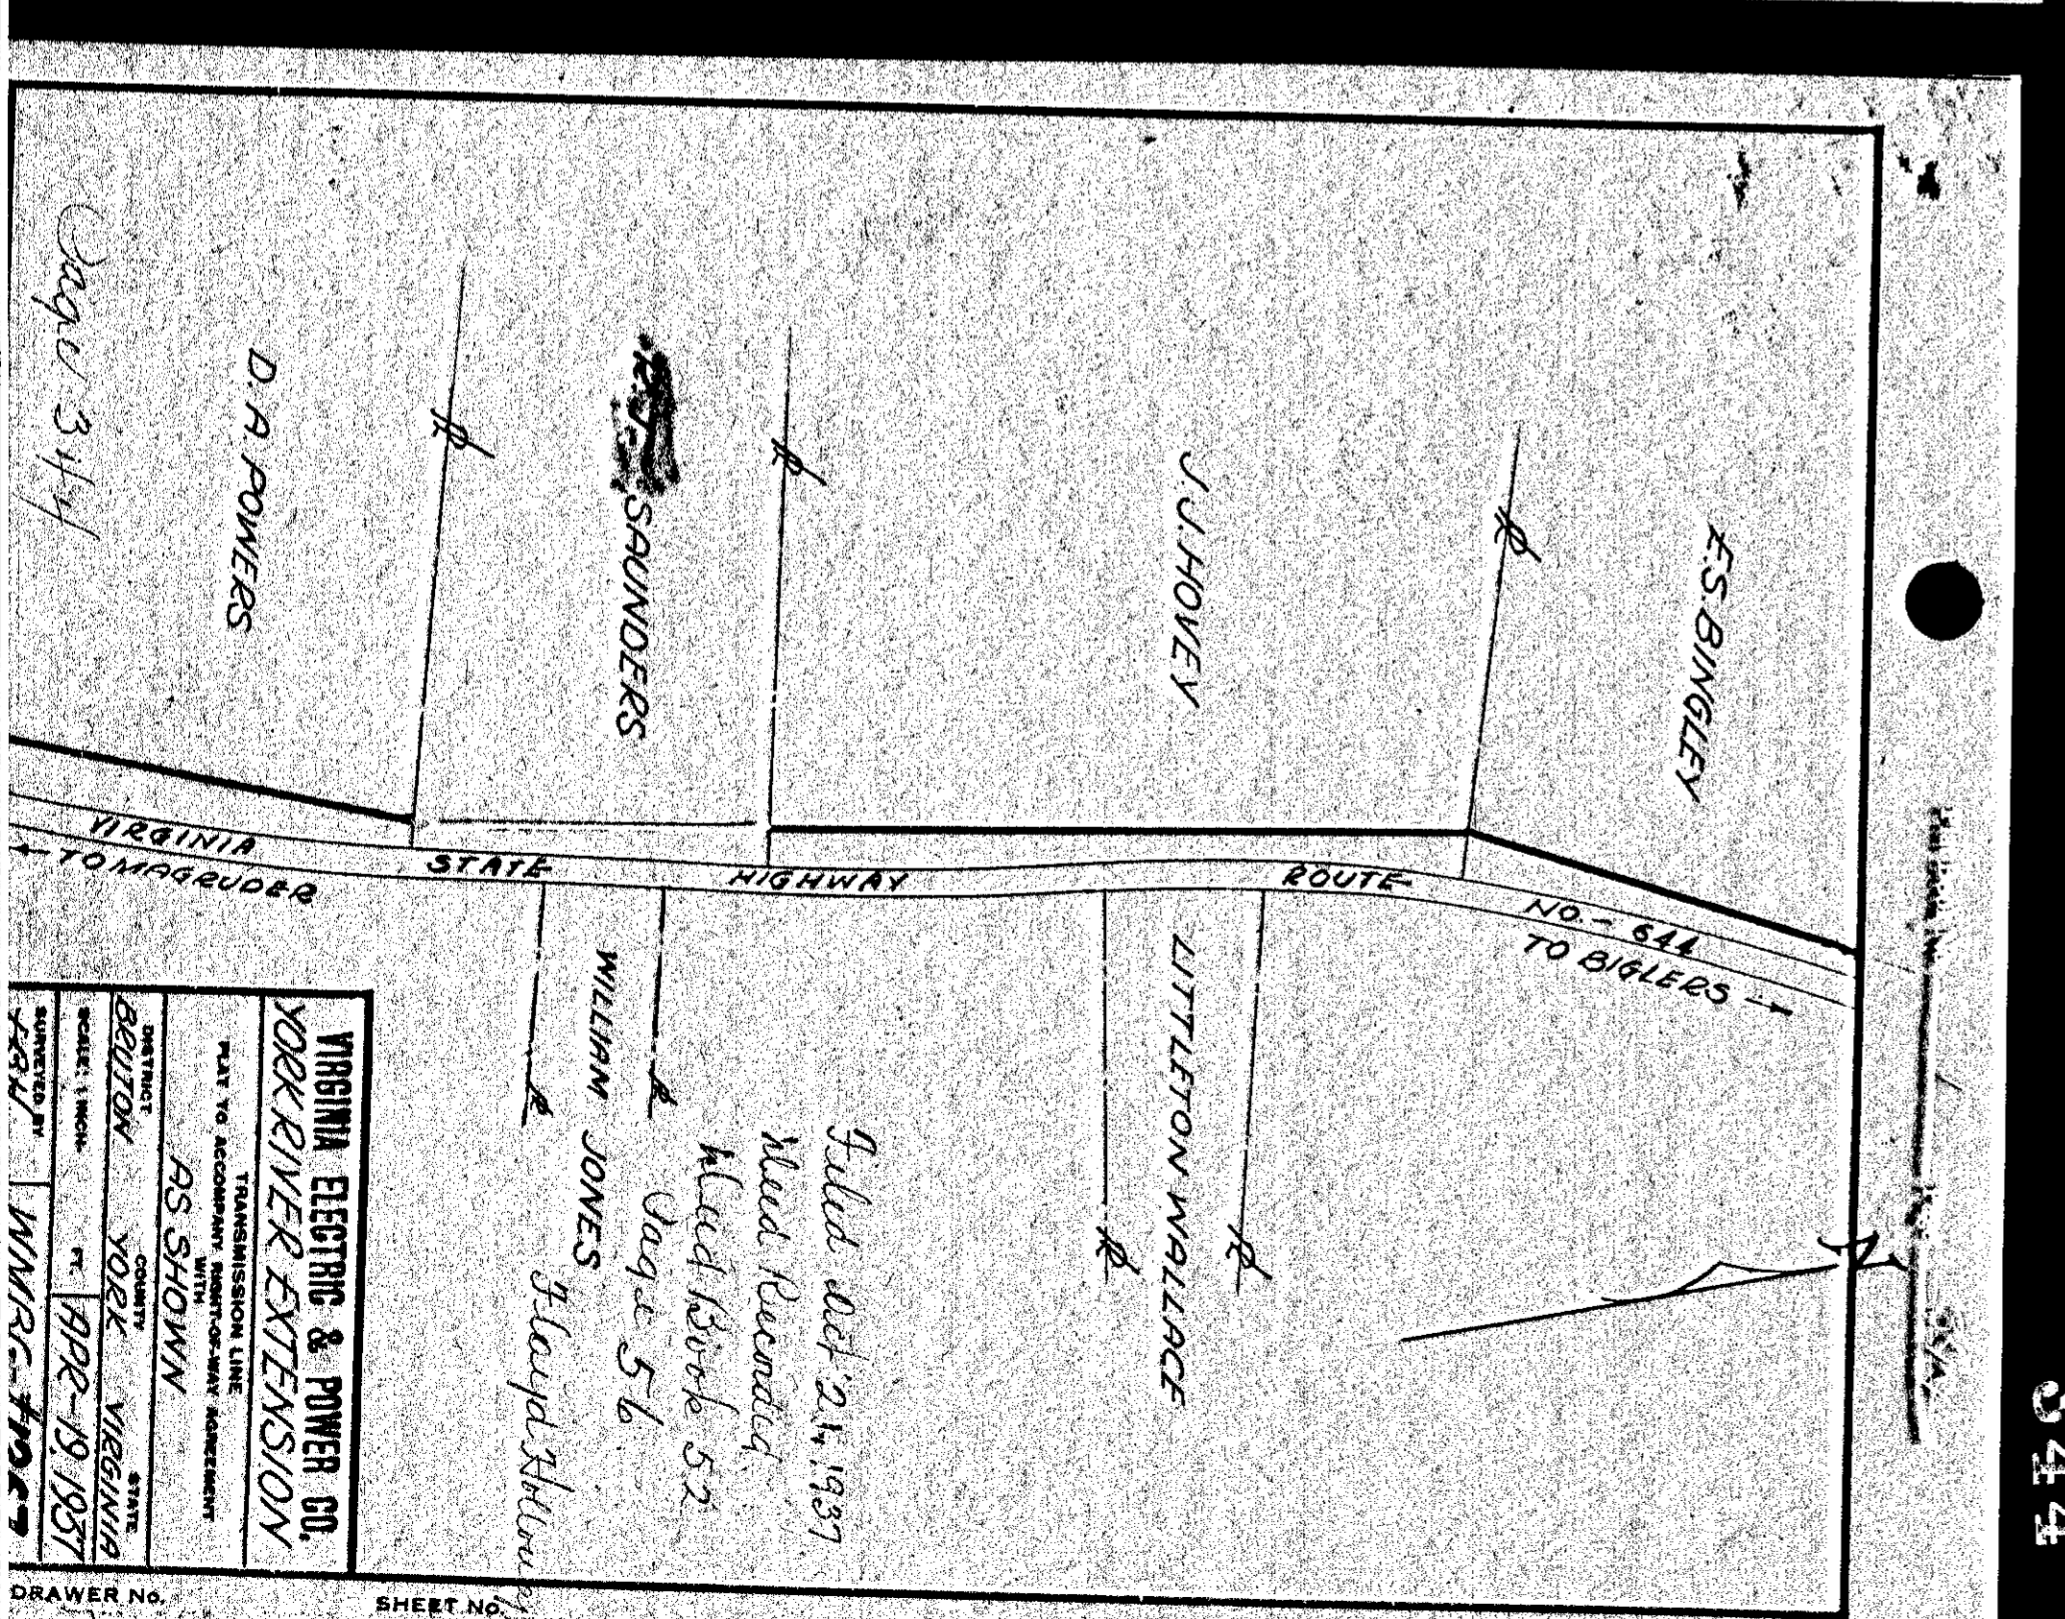 Page 344
D. A. POWERS
SAUNDERS
J. J. HOVEY
E. S. BINGLEY
VIRGINIA STATE HIGHWAY ROUTE NO.- 644
← TO MAGRUDER
TO BIGLERS →
WILLIAM JONES
LITTLETON WALLACE
N
Filed Oct 21, 1937
Deed Book 52
Page 56
Floyd Holloway
VIRGINIA ELECTRIC & POWER CO.
YORK RIVER EXTENSION
TRANSMISSION LINE
PLAT TO ACCOMPANY RIGHT-OF-WAY AGREEMENT
WITH
AS SHOWN
DISTRICT COUNTY STATE
BRUTON YORK VIRGINIA
SCALE: 1 INCH- FT. APR-19, 1937
SURVEYED BY
DRAWER No.
SHEET No.
0444